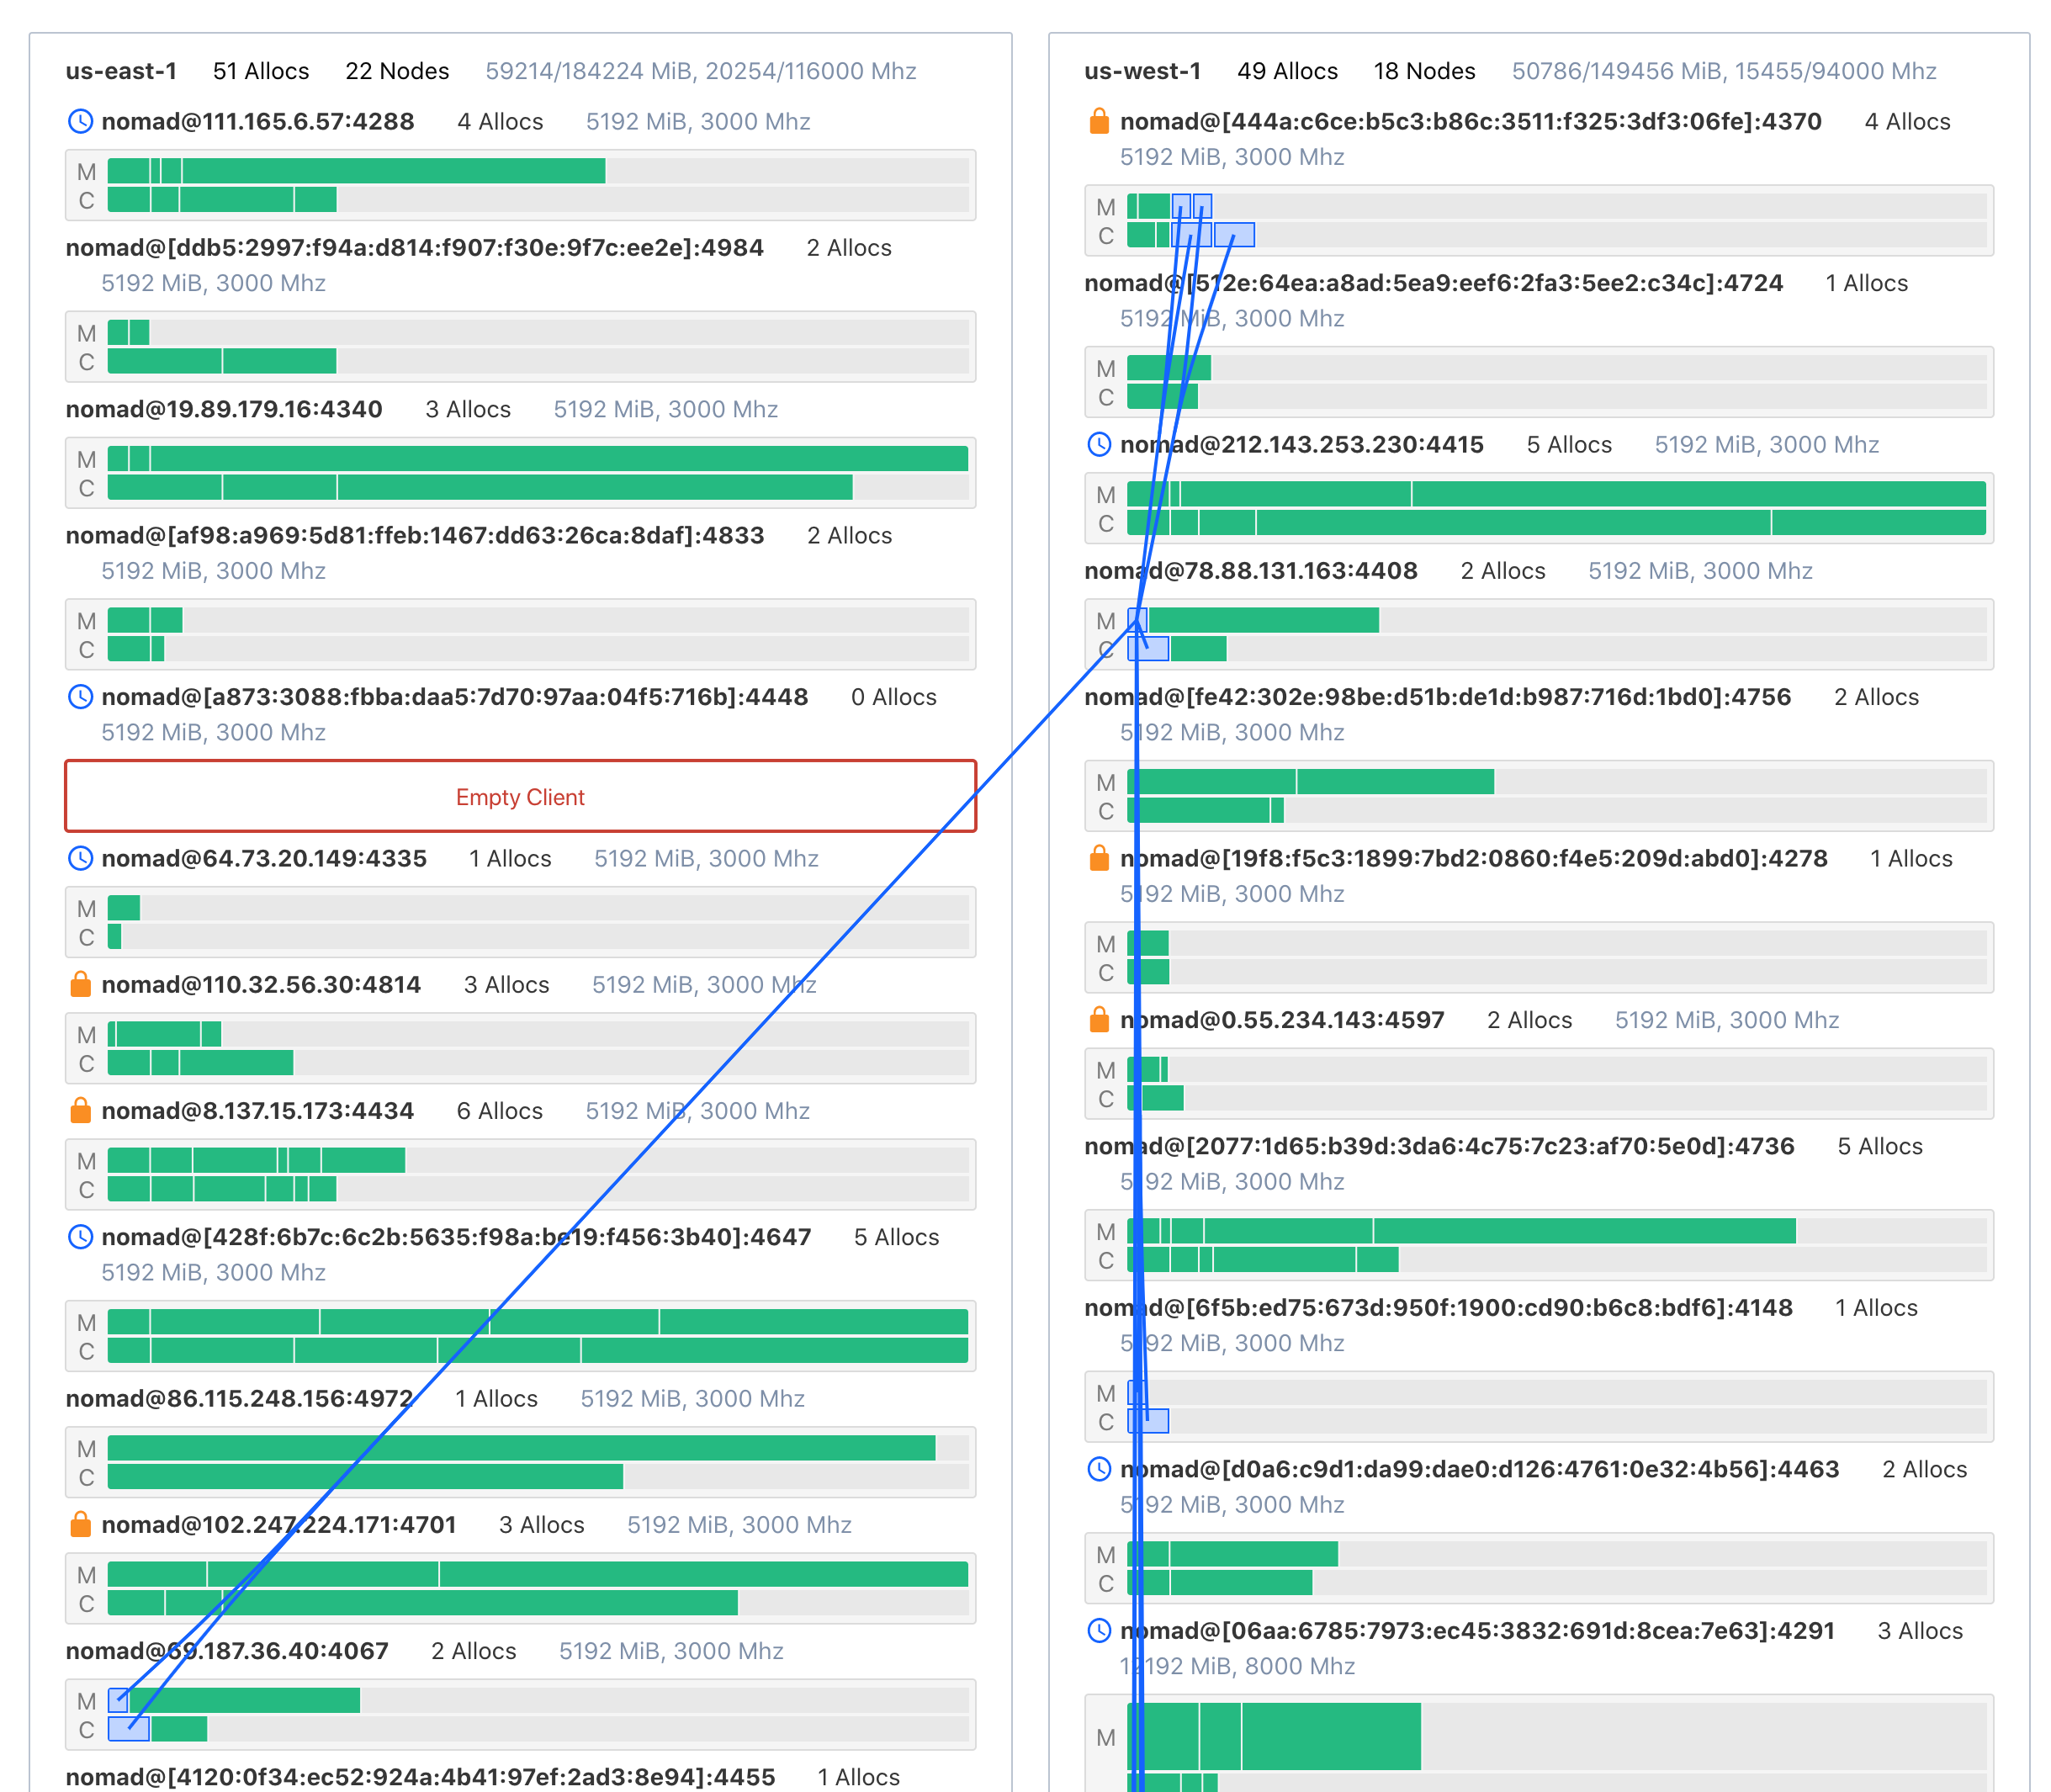 us-east-1 51 Allocs 22 Nodes 59214/184224 MiB, 20254/116000 Mhz
nomad@111.165.6.57:4288 4 Allocs 5192 MiB, 3000 Mhz
M
C
nomad@[ddb5:2997:f94a:d814:f907:f30e:9f7c:ee2e]:4984 2 Allocs
5192 MiB, 3000 Mhz
M
C
nomad@19.89.179.16:4340 3 Allocs 5192 MiB, 3000 Mhz
M
C
nomad@[af98:a969:5d81:ffeb:1467:dd63:26ca:8daf]:4833 2 Allocs
5192 MiB, 3000 Mhz
M
C
nomad@[a873:3088:fbba:daa5:7d70:97aa:04f5:716b]:4448 0 Allocs
5192 MiB, 3000 Mhz
Empty Client
nomad@64.73.20.149:4335 1 Allocs 5192 MiB, 3000 Mhz
M
C
nomad@110.32.56.30:4814 3 Allocs 5192 MiB, 3000 Mhz
M
C
nomad@8.137.15.173:4434 6 Allocs 5192 MiB, 3000 Mhz
M
C
nomad@[428f:6b7c:6c2b:5635:f98a:be19:f456:3b40]:4647 5 Allocs
5192 MiB, 3000 Mhz
M
C
nomad@86.115.248.156:4972 1 Allocs 5192 MiB, 3000 Mhz
M
C
nomad@102.247.224.171:4701 3 Allocs 5192 MiB, 3000 Mhz
M
C
nomad@69.187.36.40:4067 2 Allocs 5192 MiB, 3000 Mhz
M
C
nomad@[4120:0f34:ec52:924a:4b41:97ef:2ad3:8e94]:4455 1 Allocs
us-west-1 49 Allocs 18 Nodes 50786/149456 MiB, 15455/94000 Mhz
nomad@[444a:c6ce:b5c3:b86c:3511:f325:3df3:06fe]:4370 4 Allocs
5192 MiB, 3000 Mhz
M
C
nomad@[512e:64ea:a8ad:5ea9:eef6:2fa3:5ee2:c34c]:4724 1 Allocs
5192 MiB, 3000 Mhz
M
C
nomad@212.143.253.230:4415 5 Allocs 5192 MiB, 3000 Mhz
M
C
nomad@78.88.131.163:4408 2 Allocs 5192 MiB, 3000 Mhz
M
C
nomad@[fe42:302e:98be:d51b:de1d:b987:716d:1bd0]:4756 2 Allocs
5192 MiB, 3000 Mhz
M
C
nomad@[19f8:f5c3:1899:7bd2:0860:f4e5:209d:abd0]:4278 1 Allocs
5192 MiB, 3000 Mhz
M
C
nomad@0.55.234.143:4597 2 Allocs 5192 MiB, 3000 Mhz
M
C
nomad@[2077:1d65:b39d:3da6:4c75:7c23:af70:5e0d]:4736 5 Allocs
5192 MiB, 3000 Mhz
M
C
nomad@[6f5b:ed75:673d:950f:1900:cd90:b6c8:bdf6]:4148 1 Allocs
5192 MiB, 3000 Mhz
M
C
nomad@[d0a6:c9d1:da99:dae0:d126:4761:0e32:4b56]:4463 2 Allocs
5192 MiB, 3000 Mhz
M
C
nomad@[06aa:6785:7973:ec45:3832:691d:8cea:7e63]:4291 3 Allocs
12192 MiB, 8000 Mhz
M